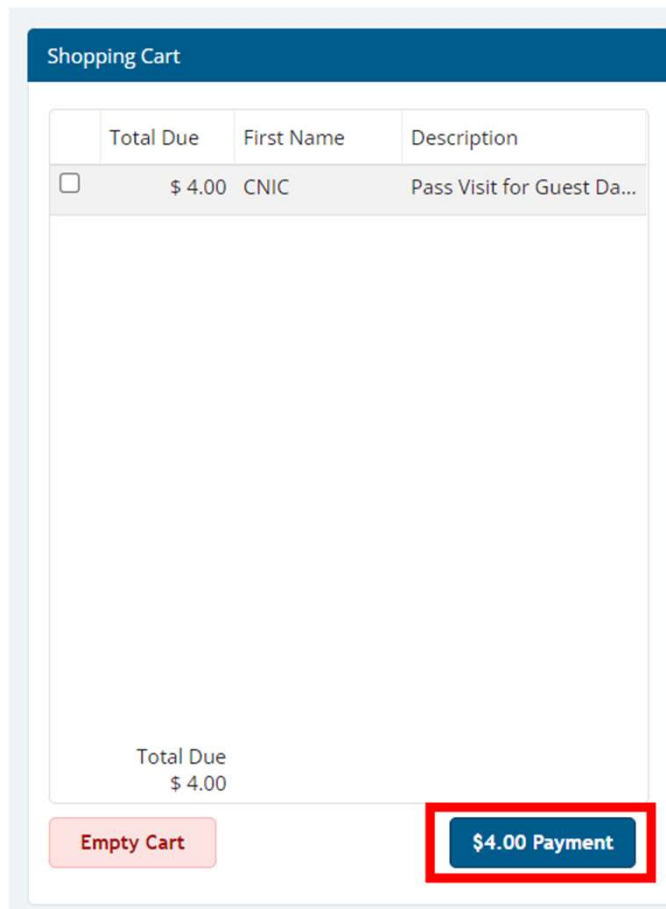 Shopping Cart
Total Due First Name Description
$ 4.00 CNIC Pass Visit for Guest Da...
Total Due
$ 4.00
Empty Cart $4.00 Payment